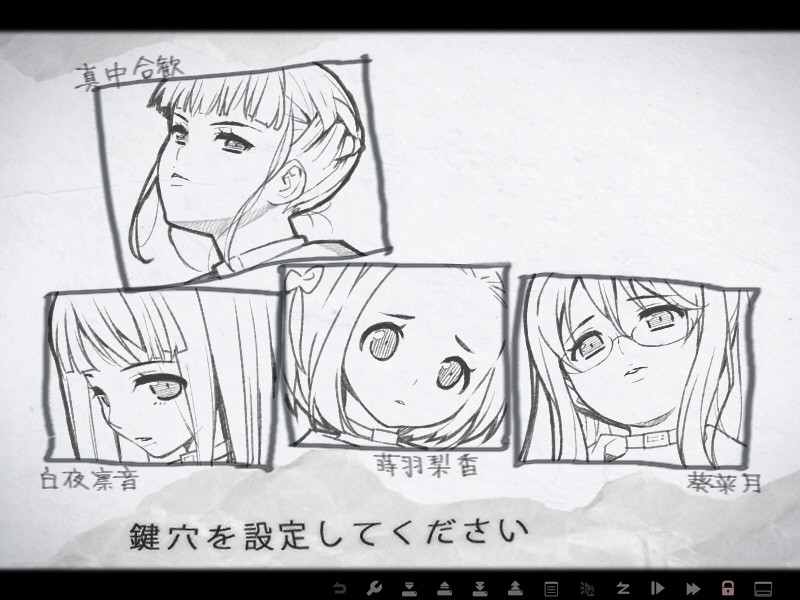 真中合歓
白夜凛音
蒔羽梨香
葵菜月
鍵穴を設定してください